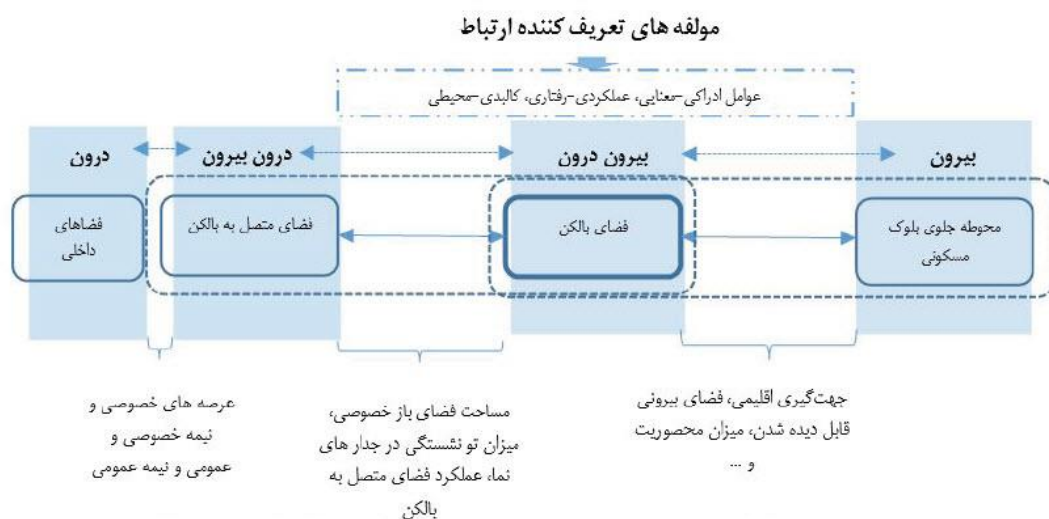 مولفه های تعریف کننده ارتباط
عوامل ادراکی-معنایی، عملکردی-رفتاری، کالبدی-محیطی
بیرون
بیرون درون
درون بیرون
درون
محوطه جلوی بلوک
مسکونی
فضای بالکن
فضای متصل به بالکن
فضاهای
داخلی
جهت‌گیری اقلیمی، فضای بیرونی
قابل دیده شدن، میزان محصوریت
و ...
مساحت فضای باز خصوصی،
میزان تو نشستگی در جدار های
نما، عملکرد فضای متصل به
بالکن
عرصه های خصوصی و
نیمه خصوصی و
عمومی و نیمه عمومی